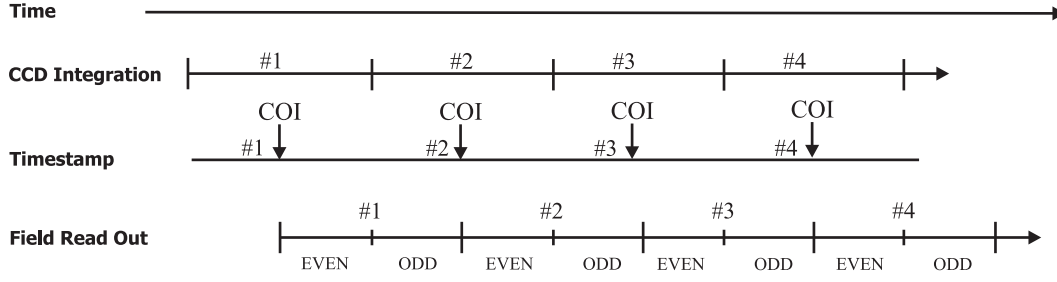 Time
CCD Integration
#1 #2 #3 #4
COI COI COI COI
Timestamp
#1 #2 #3 #4
Field Read Out
#1 #2 #3 #4
EVEN ODD EVEN ODD EVEN ODD EVEN ODD